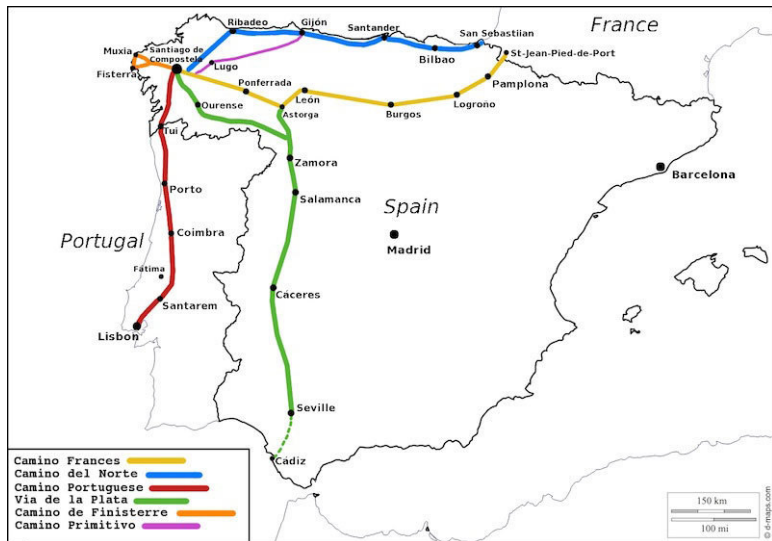 France
Ribadeo
Gijón
Santander
San Sebastiian
Bilbao
St-Jean-Pied-de-Port
Muxia
Santiago de
Compostela
Fisterra
Lugo
Ponferrada
León
Pamplona
Logroño
Burgos
Astorga
Ourense
Tui
Zamora
Barcelona
Salamanca
Porto
Spain
Coimbra
Portugal
Madrid
Fátima
Santarem
Cáceres
Lisbon
Seville
Cádiz
Camino Frances
Camino del Norte
Camino Portuguese
Via de la Plata
Camino de Finisterre
Camino Primitivo
150 km
100 mi
© d-maps.com